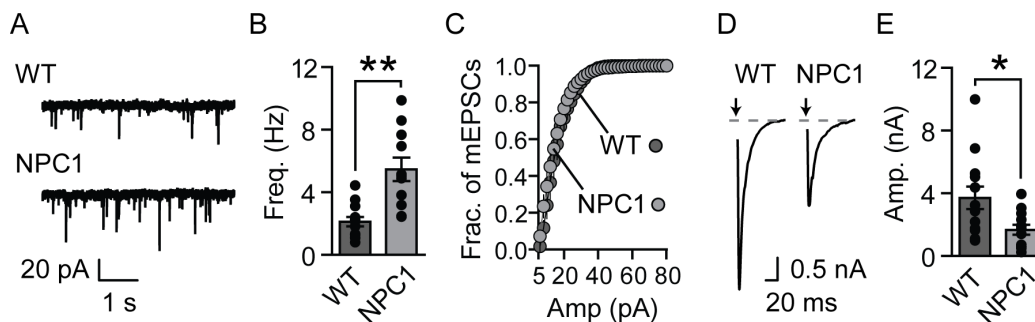 A
WT
NPC1
20 pA
1 s
B
**
Freq. (Hz)
12
8
4
0
WT
NPC1
C
Frac. of mEPSCs
1.0
0.8
0.6
0.4
0.2
0.0
WT
NPC1
5 20 40 60 80
Amp (pA)
D
WT NPC1
0.5 nA
20 ms
E
*
Amp. (nA)
12
8
4
0
WT
NPC1